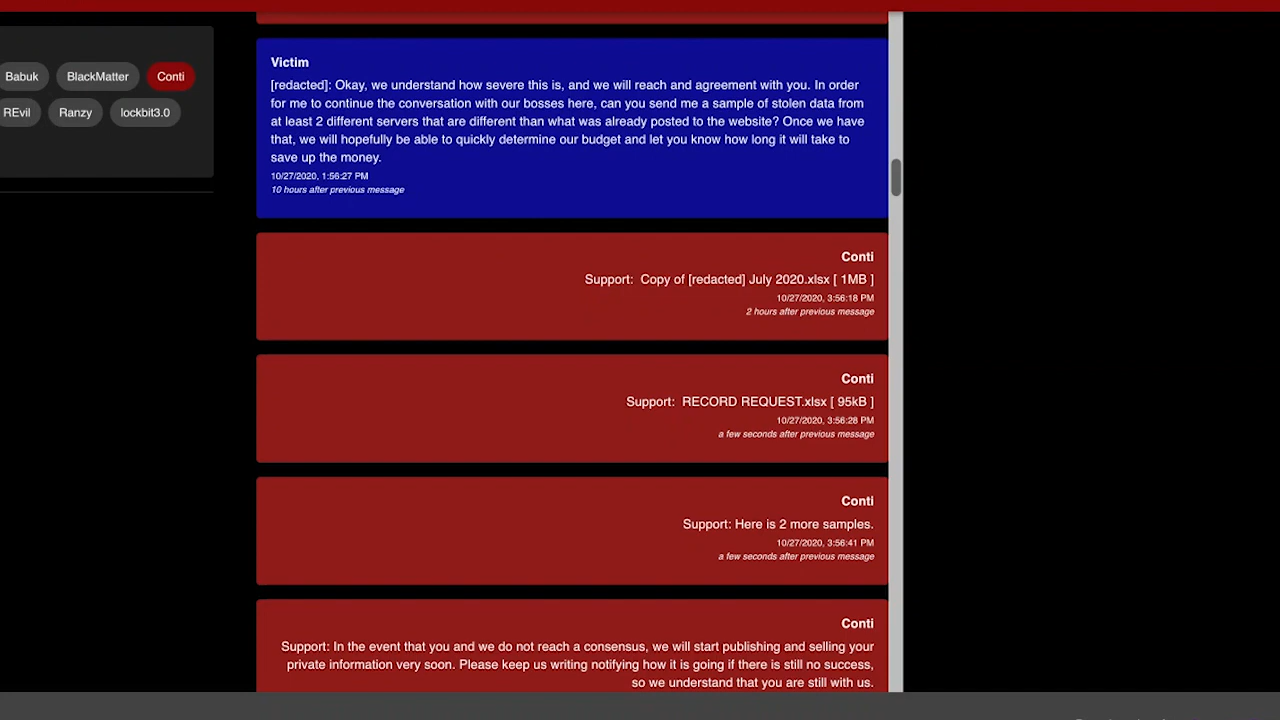 Babuk
BlackMatter
Conti
REvil
Ranzy
lockbit3.0
Victim
[redacted]: Okay, we understand how severe this is, and we will reach and agreement with you. In order
for me to continue the conversation with our bosses here, can you send me a sample of stolen data from
at least 2 different servers that are different than what was already posted to the website? Once we have
that, we will hopefully be able to quickly determine our budget and let you know how long it will take to
save up the money.
10/27/2020, 1:56:27 PM
10 hours after previous message
Conti
Support: Copy of [redacted] July 2020.xlsx [ 1MB ]
10/27/2020, 3:56:18 PM
2 hours after previous message
Conti
Support: RECORD REQUEST.xlsx [ 95kB ]
10/27/2020, 3:56:28 PM
a few seconds after previous message
Conti
Support: Here is 2 more samples.
10/27/2020, 3:56:41 PM
a few seconds after previous message
Conti
Support: In the event that you and we do not reach a consensus, we will start publishing and selling your
private information very soon. Please keep us writing notifying how it is going if there is still no success,
so we understand that you are still with us.